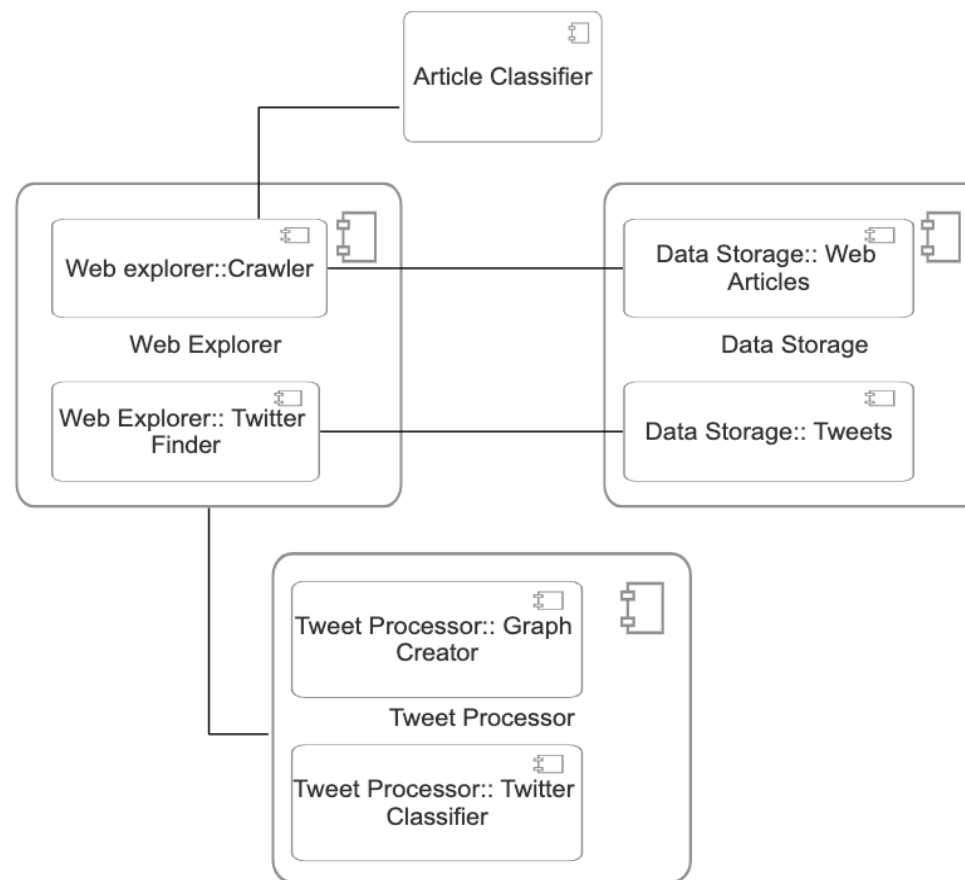 Article Classifier
Web explorer::Crawler
Data Storage:: Web
Articles
Web Explorer
Data Storage
Web Explorer:: Twitter
Finder
Data Storage:: Tweets
Tweet Processor:: Graph
Creator
Tweet Processor
Tweet Processor:: Twitter
Classifier